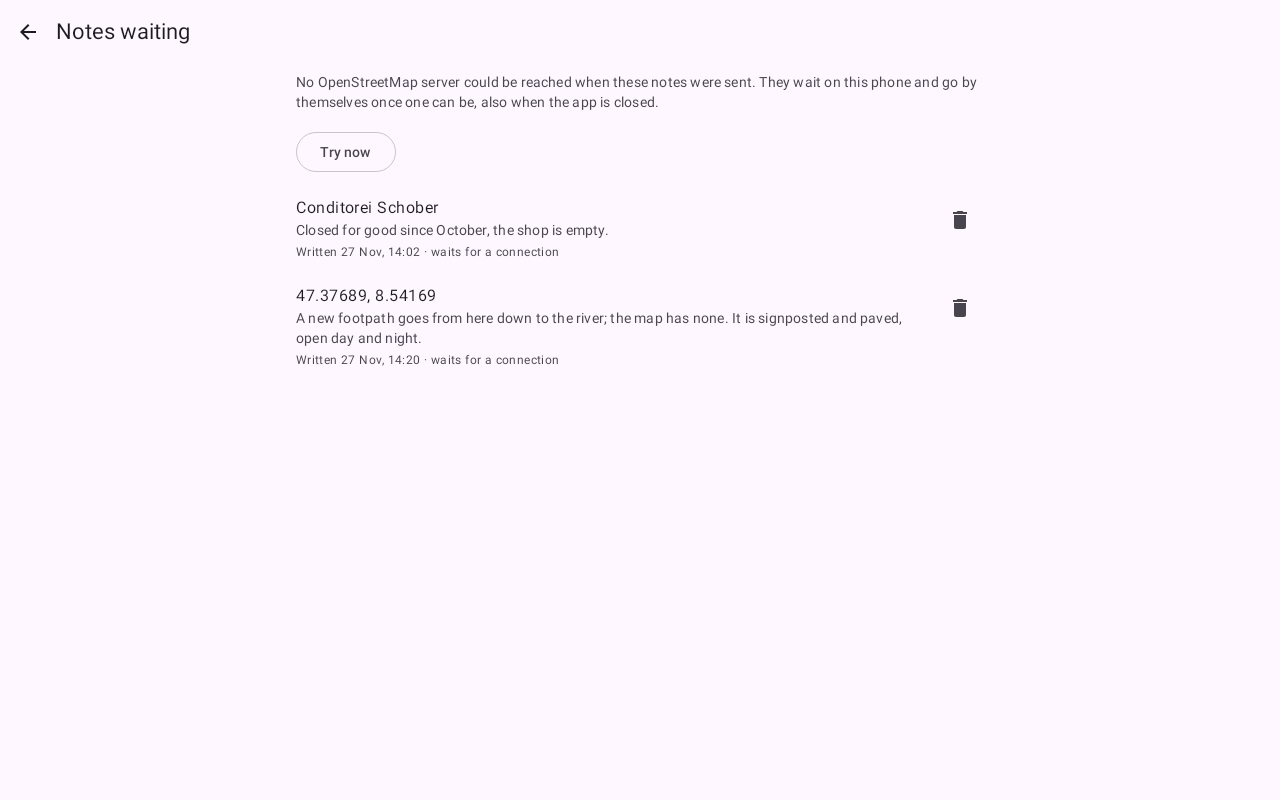 Notes waiting
No OpenStreetMap server could be reached when these notes were sent. They wait on this phone and go by
themselves once one can be, also when the app is closed.
Try now
Conditorei Schober
Closed for good since October, the shop is empty.
Written 27 Nov, 14:02 · waits for a connection
47.37689, 8.54169
A new footpath goes from here down to the river; the map has none. It is signposted and paved,
open day and night.
Written 27 Nov, 14:20 · waits for a connection